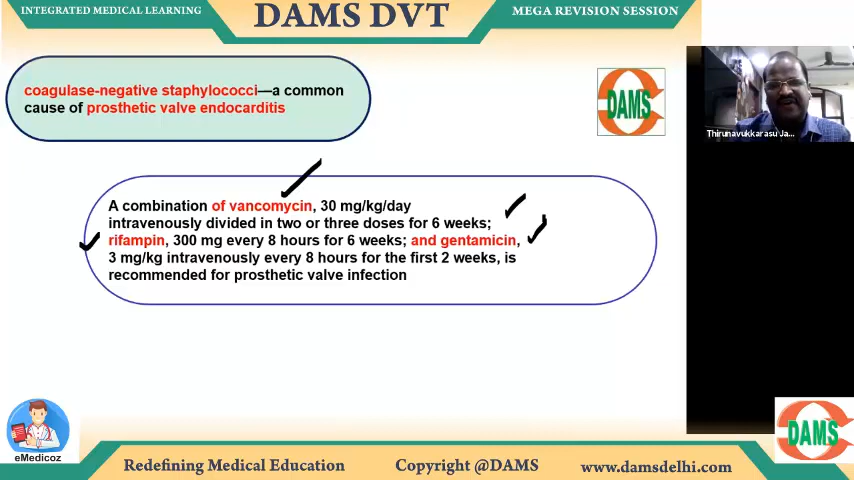 INTEGRATED MEDICAL LEARNING
DAMS DVT
MEGA REVISION SESSION
coagulase-negative staphylococci—a common
cause of prosthetic valve endocarditis
DAMS
Thirunavukkarasu Ja...
A combination of vancomycin, 30 mg/kg/day
intravenously divided in two or three doses for 6 weeks;
rifampin, 300 mg every 8 hours for 6 weeks; and gentamicin,
3 mg/kg intravenously every 8 hours for the first 2 weeks, is
recommended for prosthetic valve infection
DAMS
eMedicoz
Redefining Medical Education
Copyright @DAMS
www.damsdelhi.com